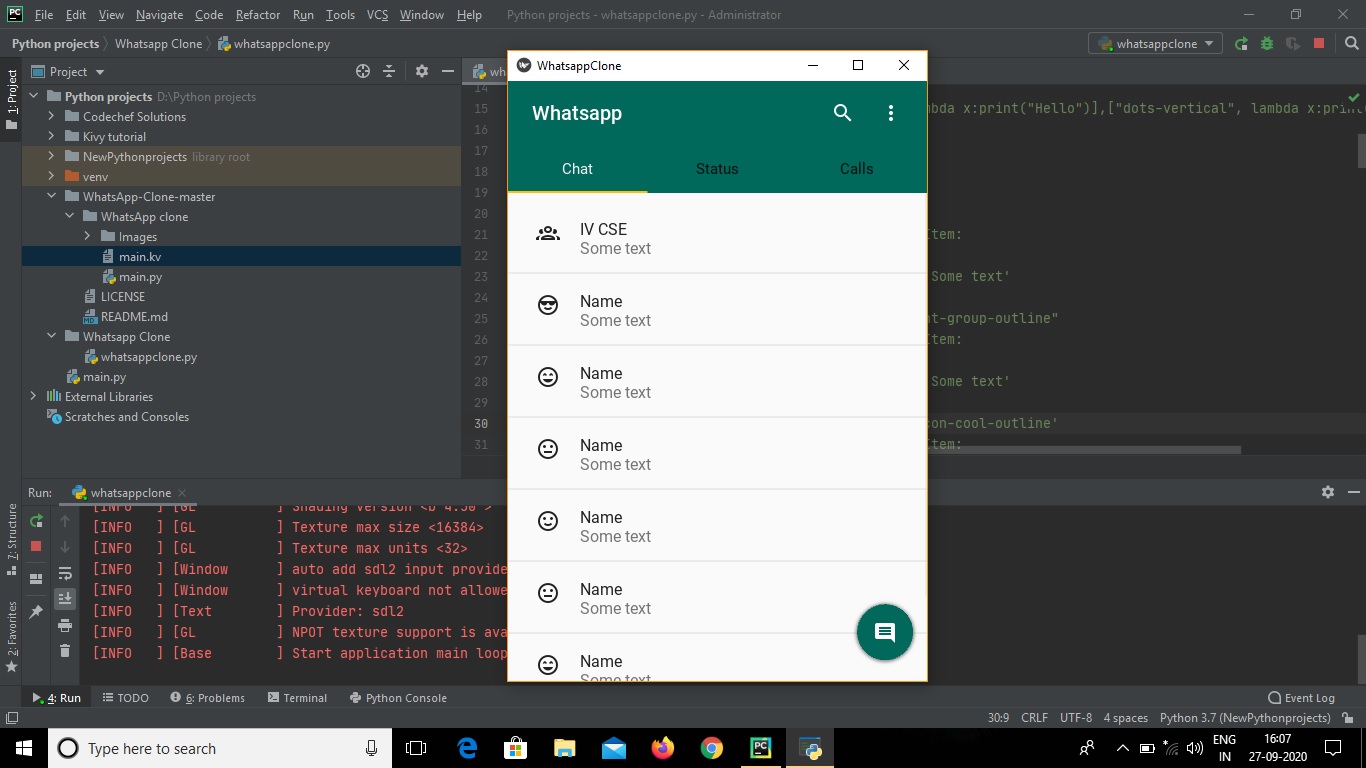 PC File Edit View Navigate Code Refactor Run Tools VCS Window Help Python projects - whatsappclone.py - Administrator
Python projects Whatsapp Clone whatsappclone.py
whatsappclone
1: Project
Project
Python projects D:\Python projects
Codechef Solutions
Kivy tutorial
NewPythonprojects library root
venv
WhatsApp-Clone-master
WhatsApp clone
Images
main.kv
main.py
LICENSE
README.md
Whatsapp Clone
whatsappclone.py
main.py
External Libraries
Scratches and Consoles
wh
14
15
16
17
18
19
20
21
22
23
24
25
26
27
28
29
30
31
mbda x:print("Hello")],["dots-vertical", lambda x:prin
Item:
Some text'
nt-group-outline"
Item:
Some text'
con-cool-outline'
Item:
WhatsappClone
Whatsapp
Chat Status Calls
IV CSE
Some text
Name
Some text
Name
Some text
Name
Some text
Name
Some text
Name
Some text
Name
Some text
7: Structure
2: Favorites
Run: whatsappclone
[INFO ] [GL ] Shading version <b'4.50'>
[INFO ] [GL ] Texture max size <16384>
[INFO ] [GL ] Texture max units <32>
[INFO ] [Window ] auto add sdl2 input provide
[INFO ] [Window ] virtual keyboard not allowe
[INFO ] [Text ] Provider: sdl2
[INFO ] [GL ] NPOT texture support is ava
[INFO ] [Base ] Start application main loop
4: Run TODO 6: Problems Terminal Python Console Event Log
30:9 CRLF UTF-8 4 spaces Python 3.7 (NewPythonprojects)
Type here to search
PC
ENG
IN
16:07
27-09-2020